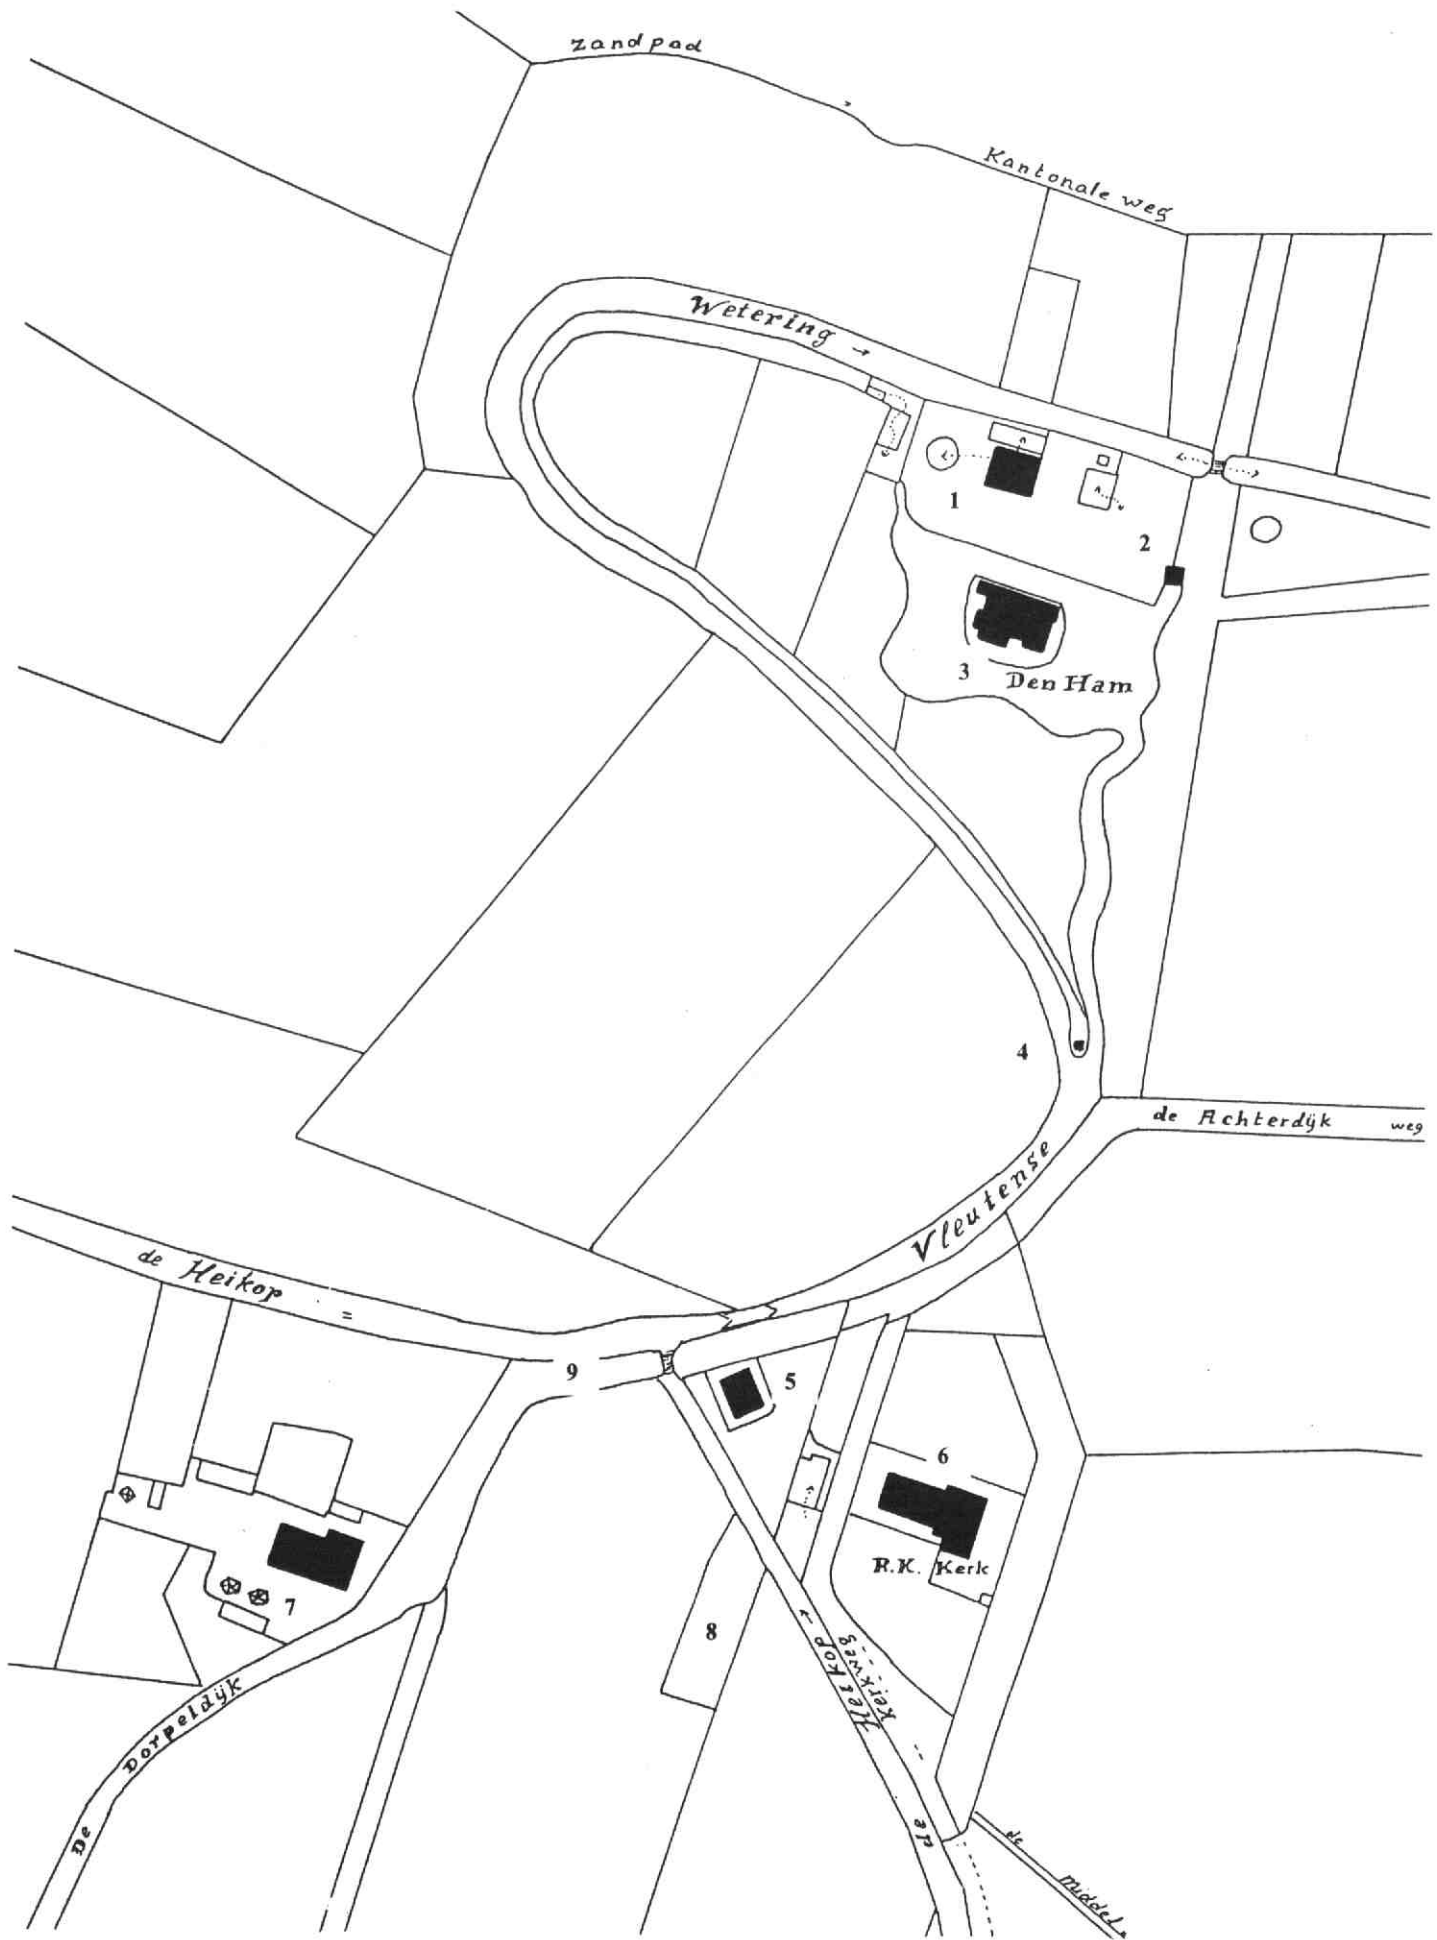 zandpad
Kantonale weg
Wetering →
1
2
3
Den Ham
4
de Achterdijk weg
Vleutense
de Heikop =
9
5
6
R.K. Kerk
7
8
Kerkweg
de Heikop →
De Dorpeldijk
de Middel